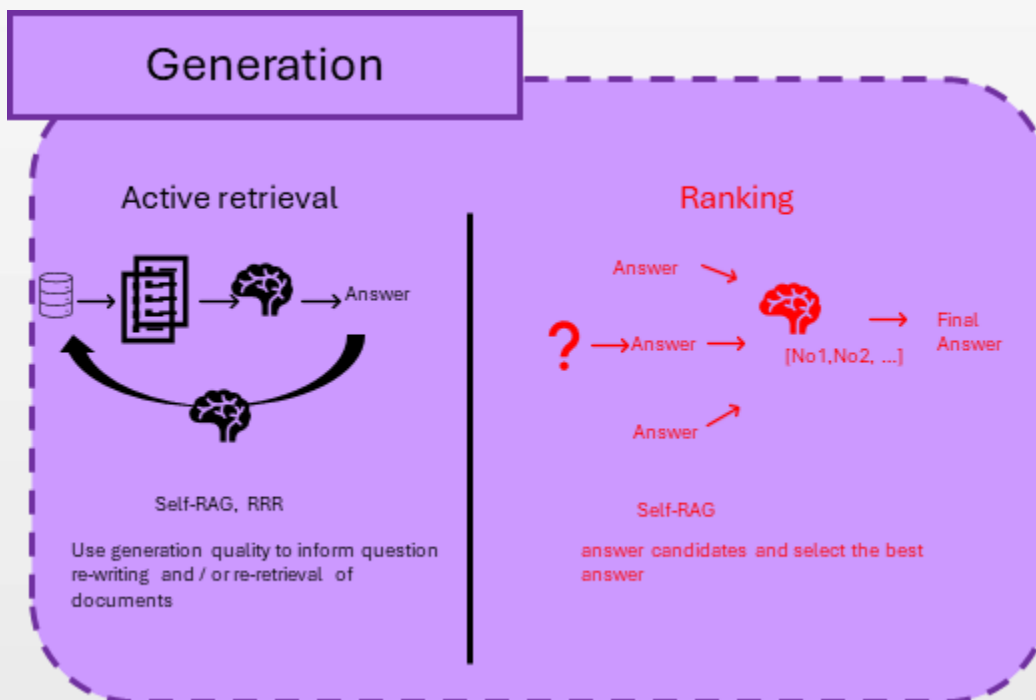 Generation
Active retrieval
Answer
Self-RAG, RRR
Use generation quality to inform question
re-writing and / or re-retrieval of
documents
Ranking
Answer
?
Answer
Answer
[No1,No2, ...]
Final
Answer
Self-RAG
answer candidates and select the best
answer